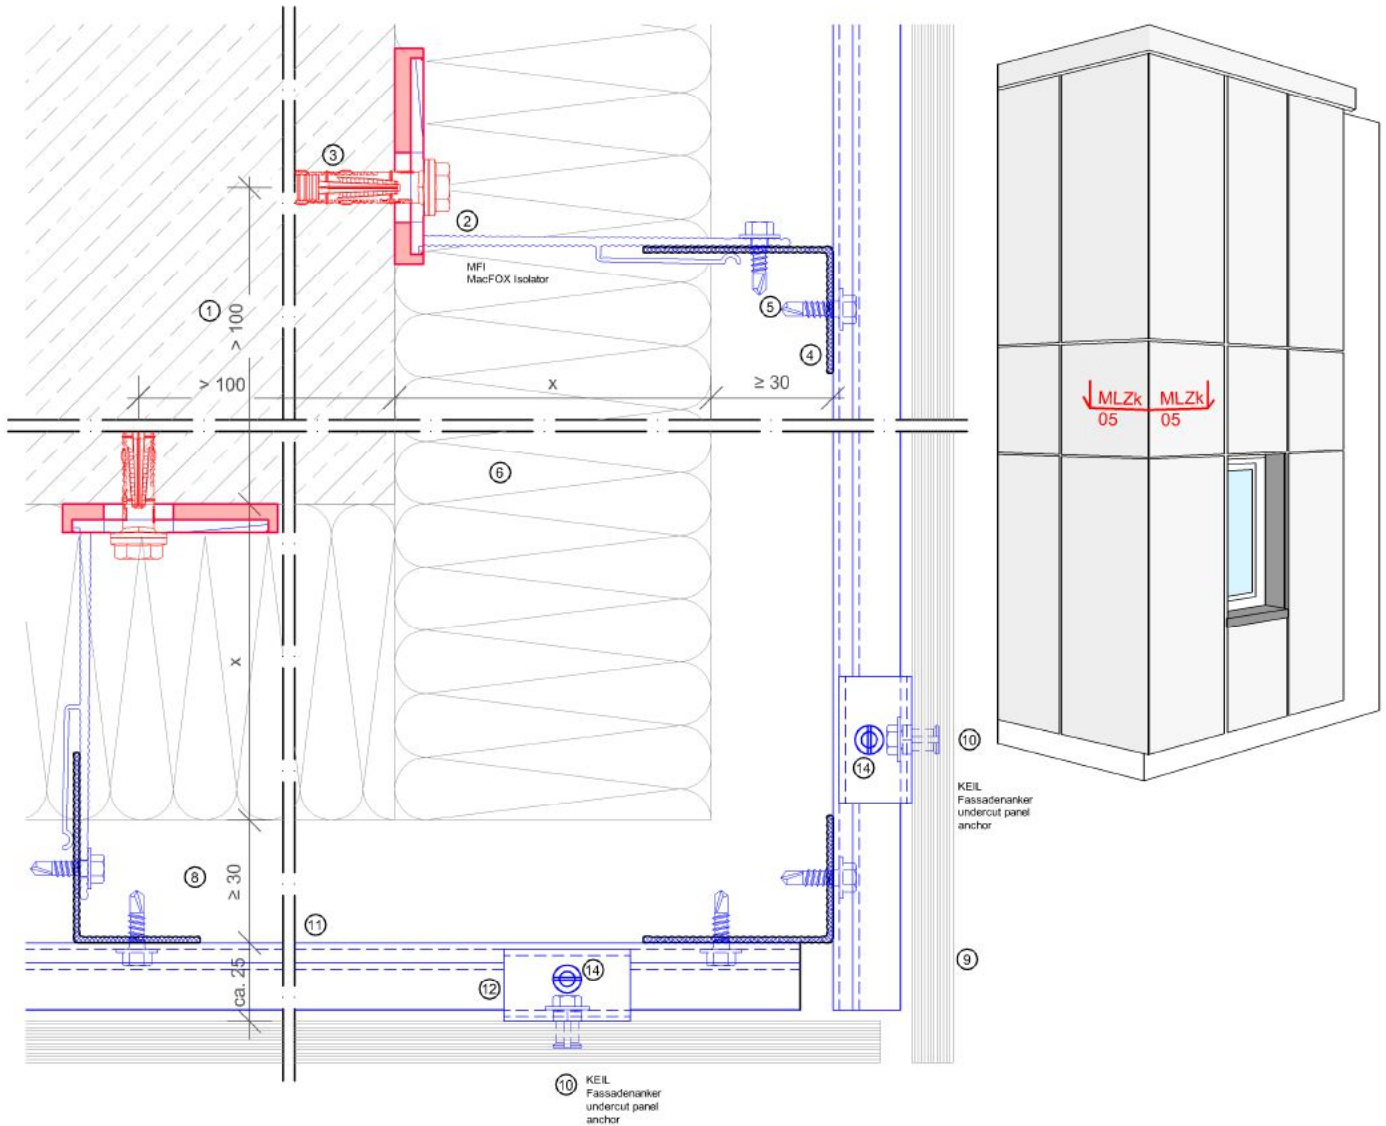 ③
②
MFI
MacFOX Isolator
①
> 100
⑤
④
> 100
x
≥ 30
MLZk
05
MLZk
05
⑥
x
⑩
⑭
KEIL
Fassadenanker
undercut panel
anchor
⑧
≥ 30
⑪
⑨
ca. 25
⑭
⑫
⑩
KEIL
Fassadenanker
undercut panel
anchor